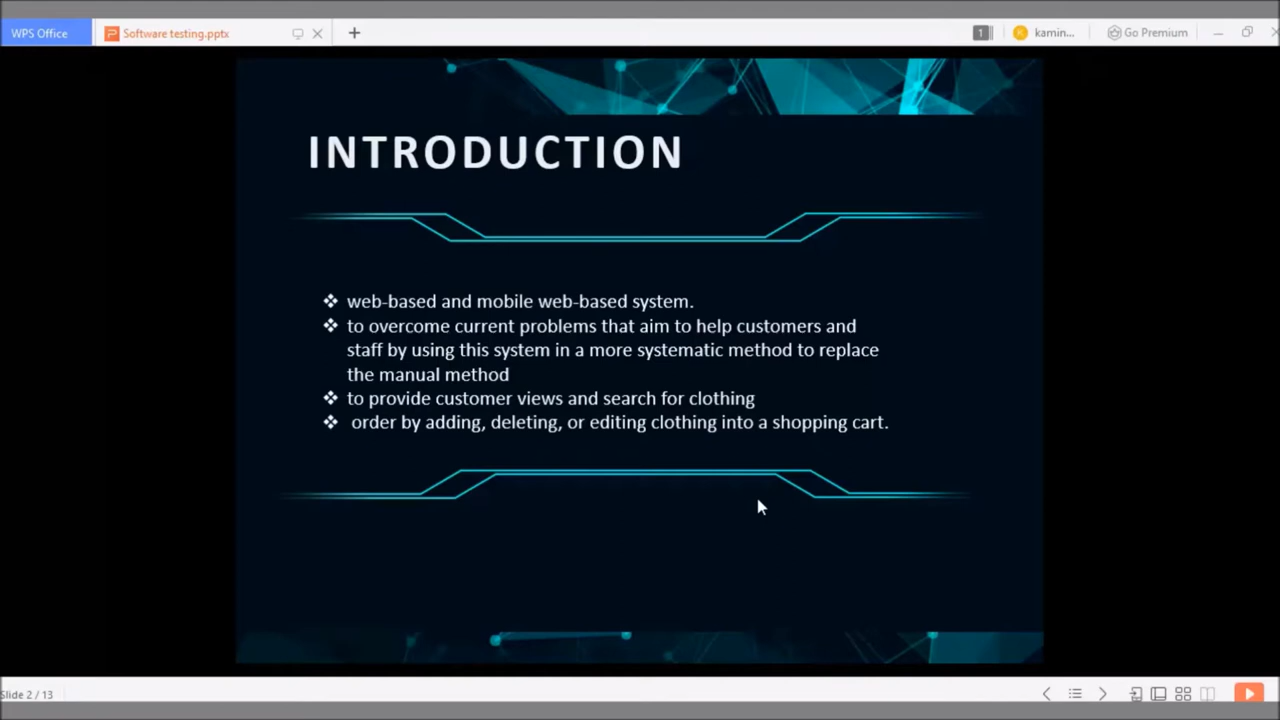 WPS Office
Software testing.pptx
1
kamin...
Go Premium
INTRODUCTION
❖ web-based and mobile web-based system.
❖ to overcome current problems that aim to help customers and
staff by using this system in a more systematic method to replace
the manual method
❖ to provide customer views and search for clothing
❖ order by adding, deleting, or editing clothing into a shopping cart.
Slide 2 / 13